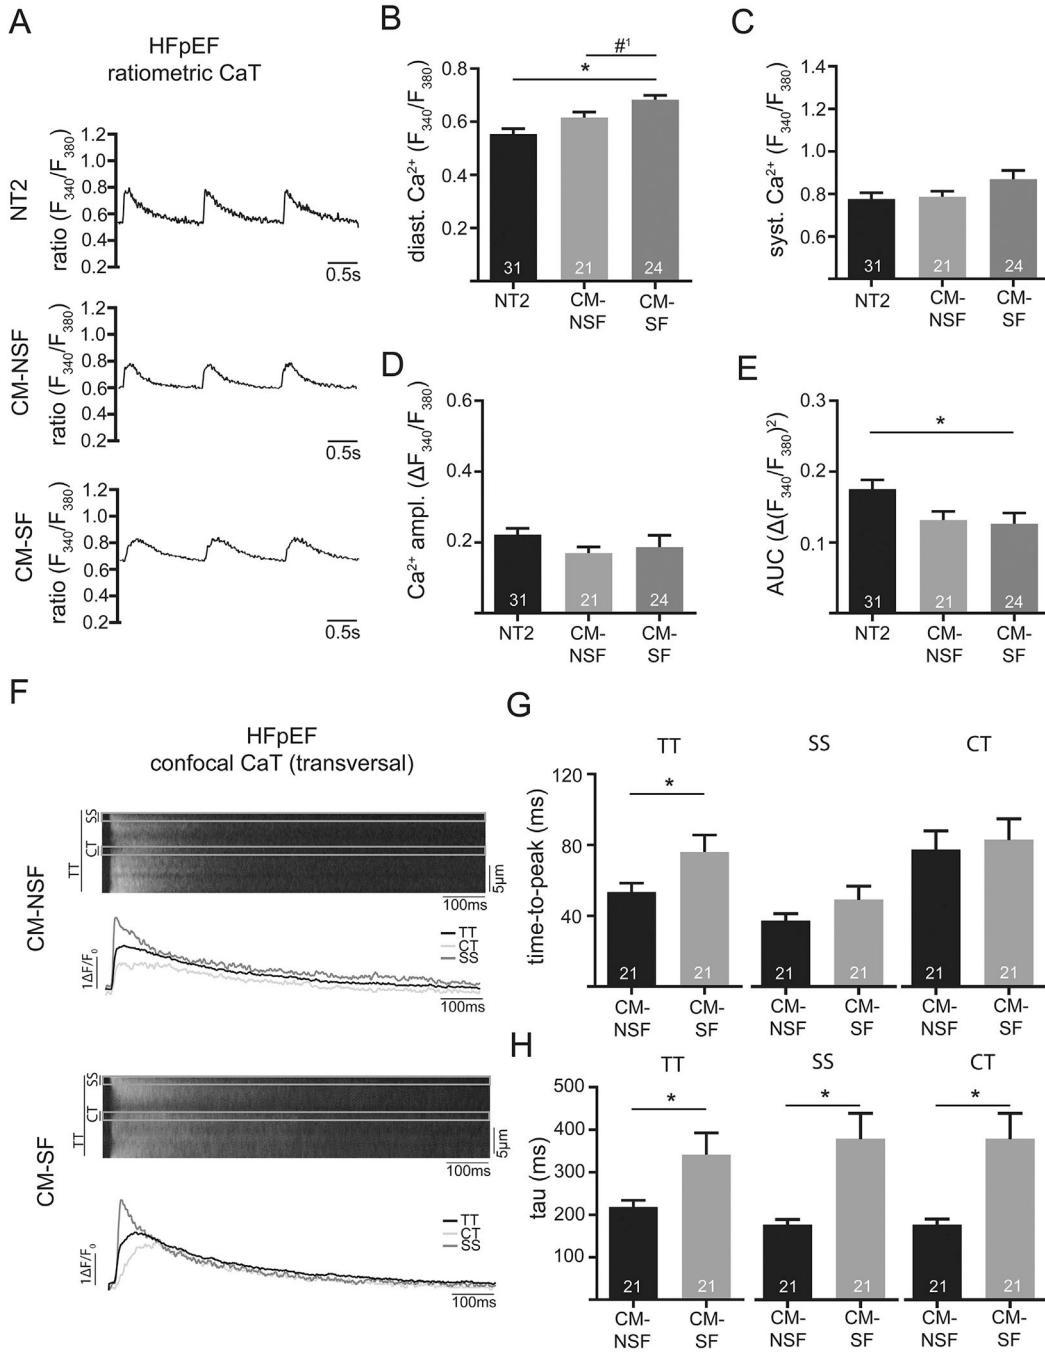 A
HFpEF
ratiometric CaT
NT2
ratio (F340/F380)
1.2
1.0
0.8
0.6
0.4
0.2
0.5s
CM-NSF
ratio (F340/F380)
1.2
1.0
0.8
0.6
0.4
0.2
0.5s
CM-SF
ratio (F340/F380)
1.2
1.0
0.8
0.6
0.4
0.2
0.5s
B
diast. Ca2+ (F340/F380)
0.8
0.6
0.4
0.2
#1
*
31
21
24
NT2
CM-
NSF
CM-
SF
C
syst. Ca2+ (F340/F380)
1.4
1.2
1.0
0.8
0.6
31
21
24
NT2
CM-
NSF
CM-
SF
D
Ca2+ ampl. (ΔF340/F380)
0.6
0.4
0.2
31
21
24
NT2
CM-
NSF
CM-
SF
E
AUC (Δ(F340/F380)2)
0.3
0.2
0.1
*
31
21
24
NT2
CM-
NSF
CM-
SF
F
HFpEF
confocal CaT (transversal)
CM-NSF
SS
CT
TT
5µm
100ms
1ΔF/F0
TT
CT
SS
100ms
CM-SF
SS
CT
TT
5µm
100ms
1ΔF/F0
TT
CT
SS
100ms
G
TT
SS
CT
time-to-peak (ms)
120
80
40
*
21
21
21
21
21
21
CM-
NSF
CM-
SF
CM-
NSF
CM-
SF
CM-
NSF
CM-
SF
H
TT
SS
CT
tau (ms)
500
400
300
200
100
*
*
*
21
21
21
21
21
21
CM-
NSF
CM-
SF
CM-
NSF
CM-
SF
CM-
NSF
CM-
SF